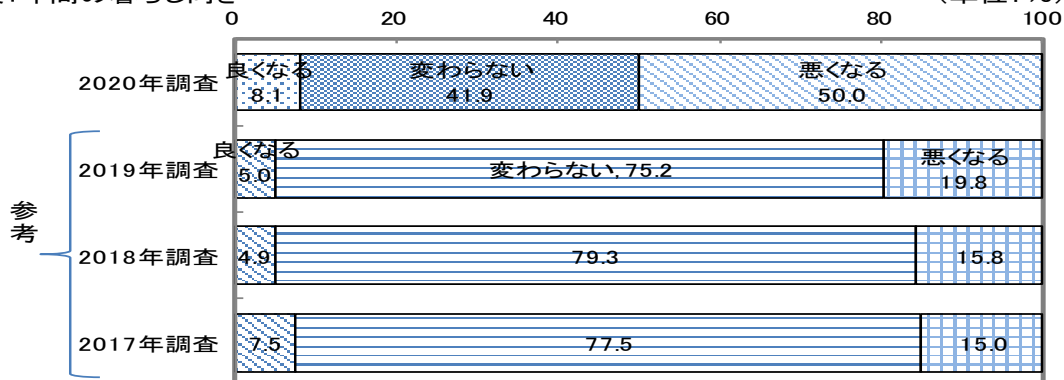 0 20 40 60 80 100
2020年調査 良くなる 変わらない 悪くなる
8.1 41.9 50.0
参考
2019年調査 良くなる 変わらない, 75.2 悪くなる
5.0 19.8
2018年調査 4.9 79.3 15.8
2017年調査 7.5 77.5 15.0